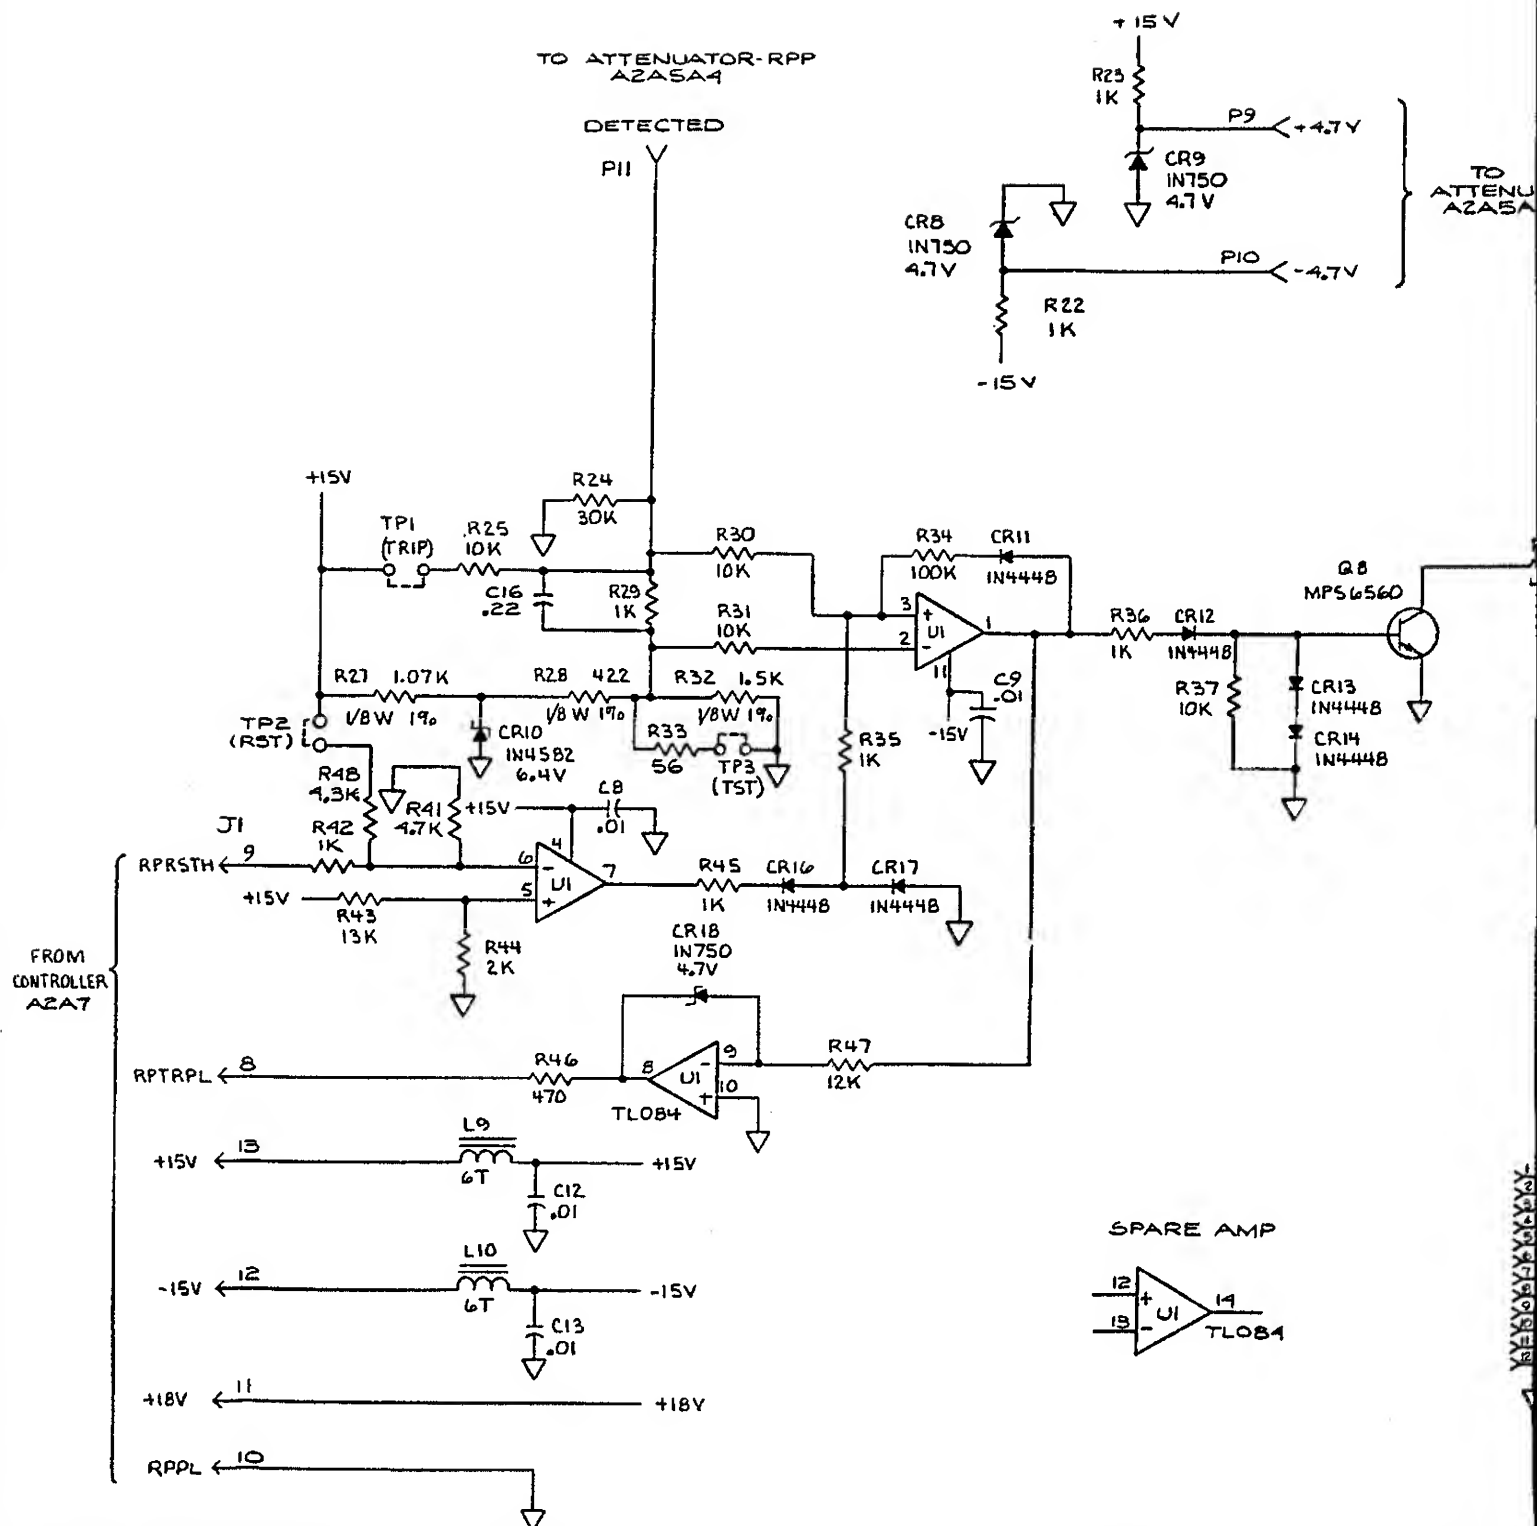 TO ATTENUATOR-RPP
A2A5A4
DETECTED
P11
+15V
R23
1K
P9
+4.7V
CR9
1N750
4.7V
TO
ATTENU
A2A5A
CR8
1N750
4.7V
P10
-4.7V
R22
1K
-15V
+15V
TP1
(TRIP)
R25
10K
R24
30K
C16
.22
R29
1K
R30
10K
R31
10K
R34
100K
CR11
1N4448
3
+
U1
2
-
1
11
R36
1K
CR12
1N4448
Q8
MPS6560
R27
1.07K
1/8W 1%
R28
422
1/8W 1%
R32
1.5K
1/8W 1%
C9
.01
-15V
R37
10K
CR13
1N4448
CR14
1N4448
TP2
(RST)
CR10
1N4582
6.4V
R33
56
TP3
(TST)
R35
1K
R48
4.3K
R41
4.7K
+15V
C8
.01
J1
R42
1K
RPRSTH
9
6
-
4
U1
7
5
+
+15V
R43
13K
R44
2K
R45
1K
CR16
1N4448
CR17
1N4448
CR18
1N750
4.7V
FROM
CONTROLLER
A2A7
RPTRPL
8
R46
470
8
U1
9
-
10
+
TL084
R47
12K
+15V
13
L9
6T
+15V
C12
.01
-15V
12
L10
6T
-15V
C13
.01
+18V
11
+18V
RPPL
10
SPARE AMP
12
+
13
-
U1
14
TL084